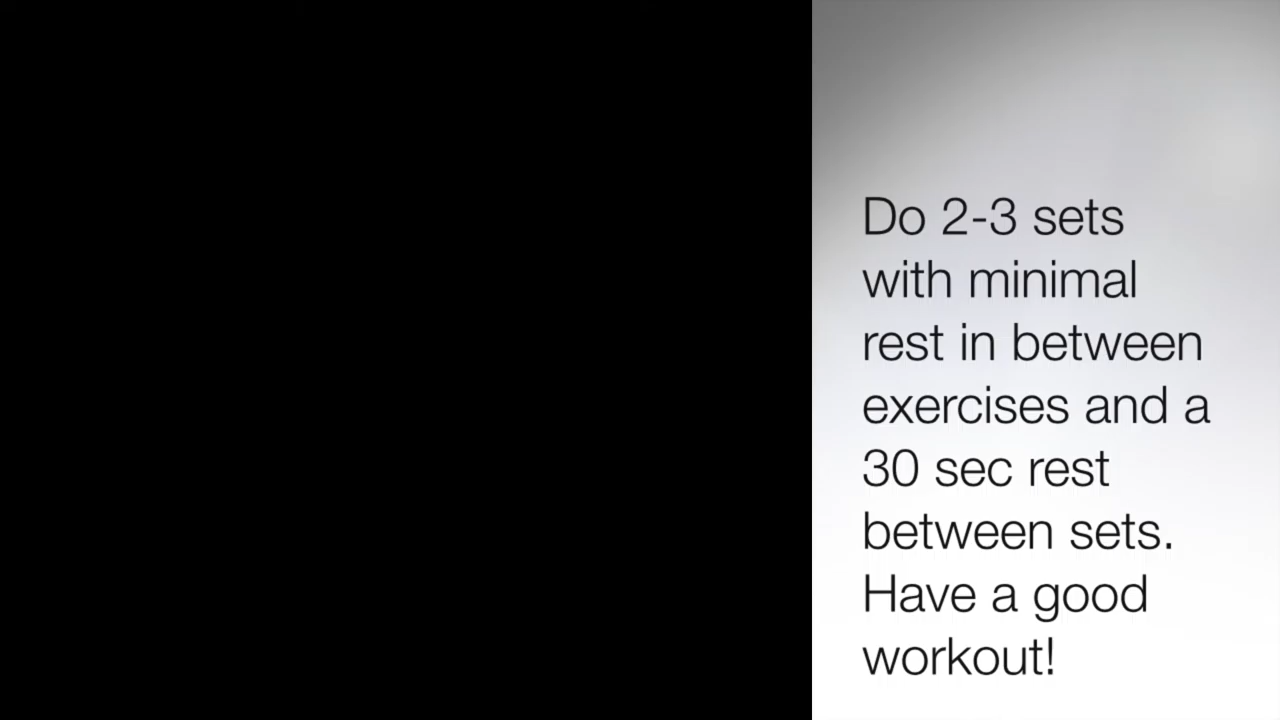 Do 2-3 sets
with minimal
rest in between
exercises and a
30 sec rest
between sets.
Have a good
workout!